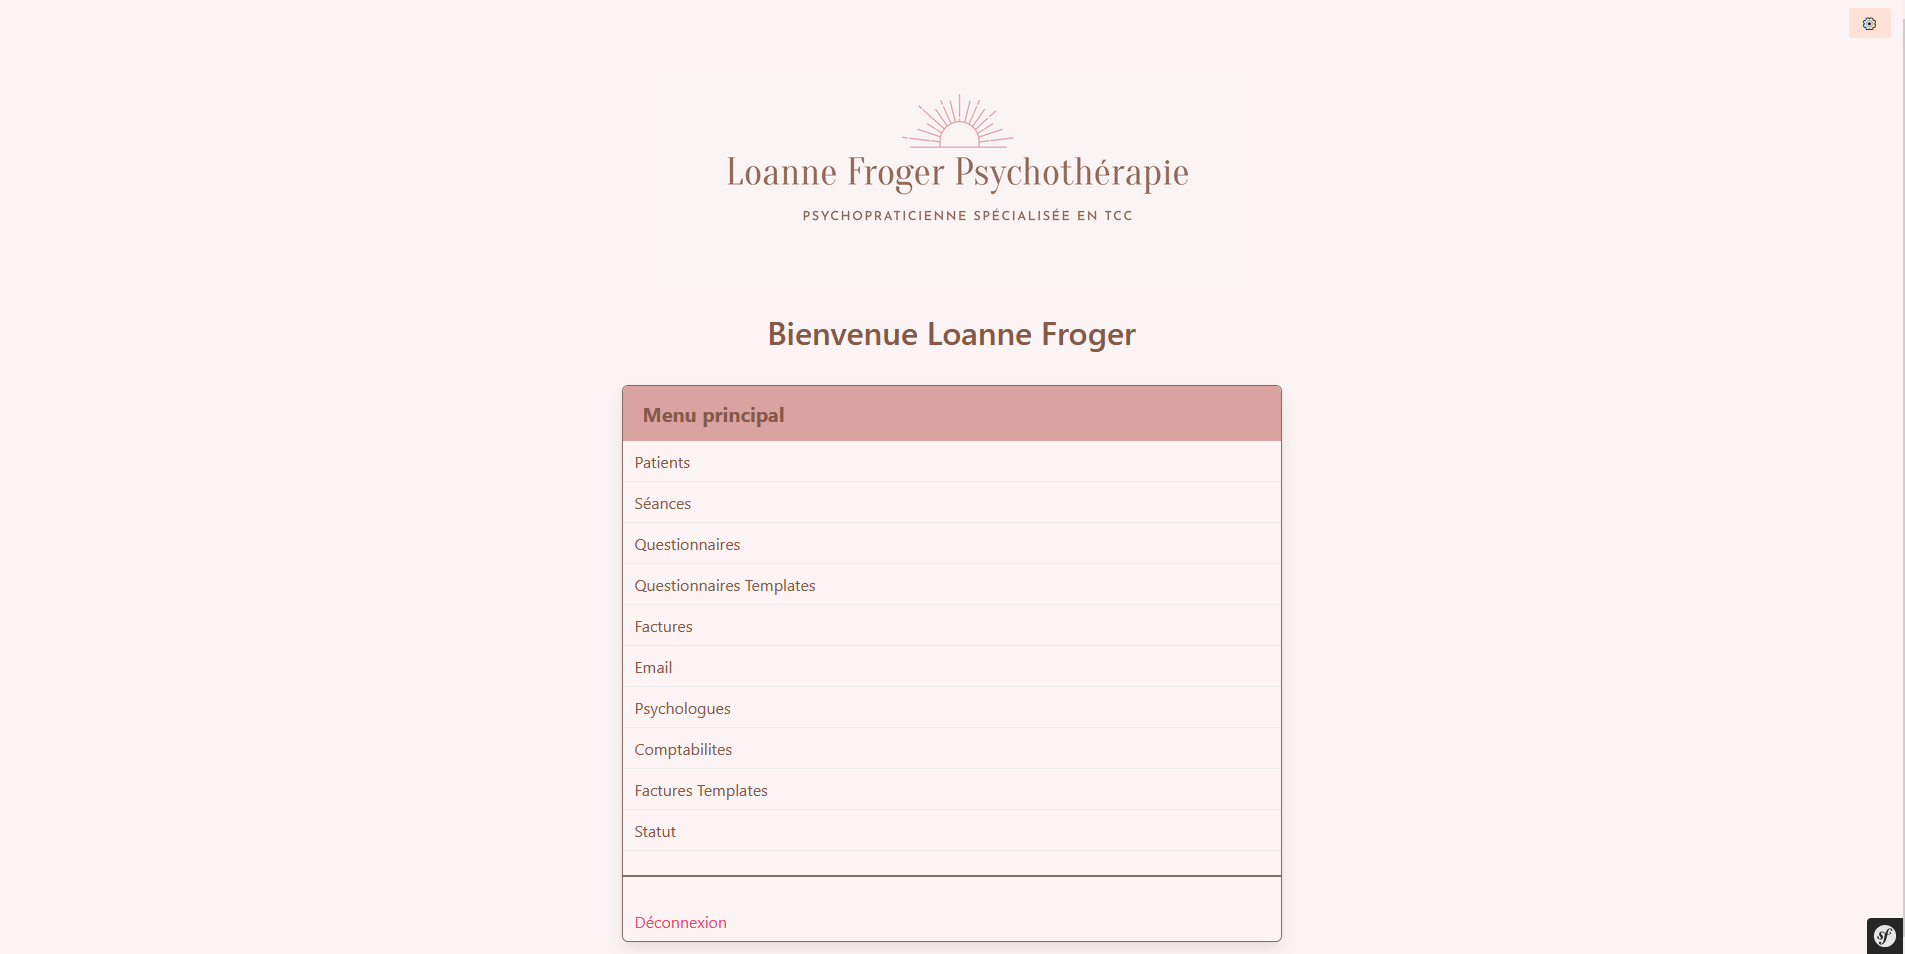 Loanne Froger Psychothérapie
PSYCHOPRATICIENNE SPÉCIALISÉE EN TCC
Bienvenue Loanne Froger
Menu principal
Patients
Séances
Questionnaires
Questionnaires Templates
Factures
Email
Psychologues
Comptabilites
Factures Templates
Statut
Déconnexion
sf